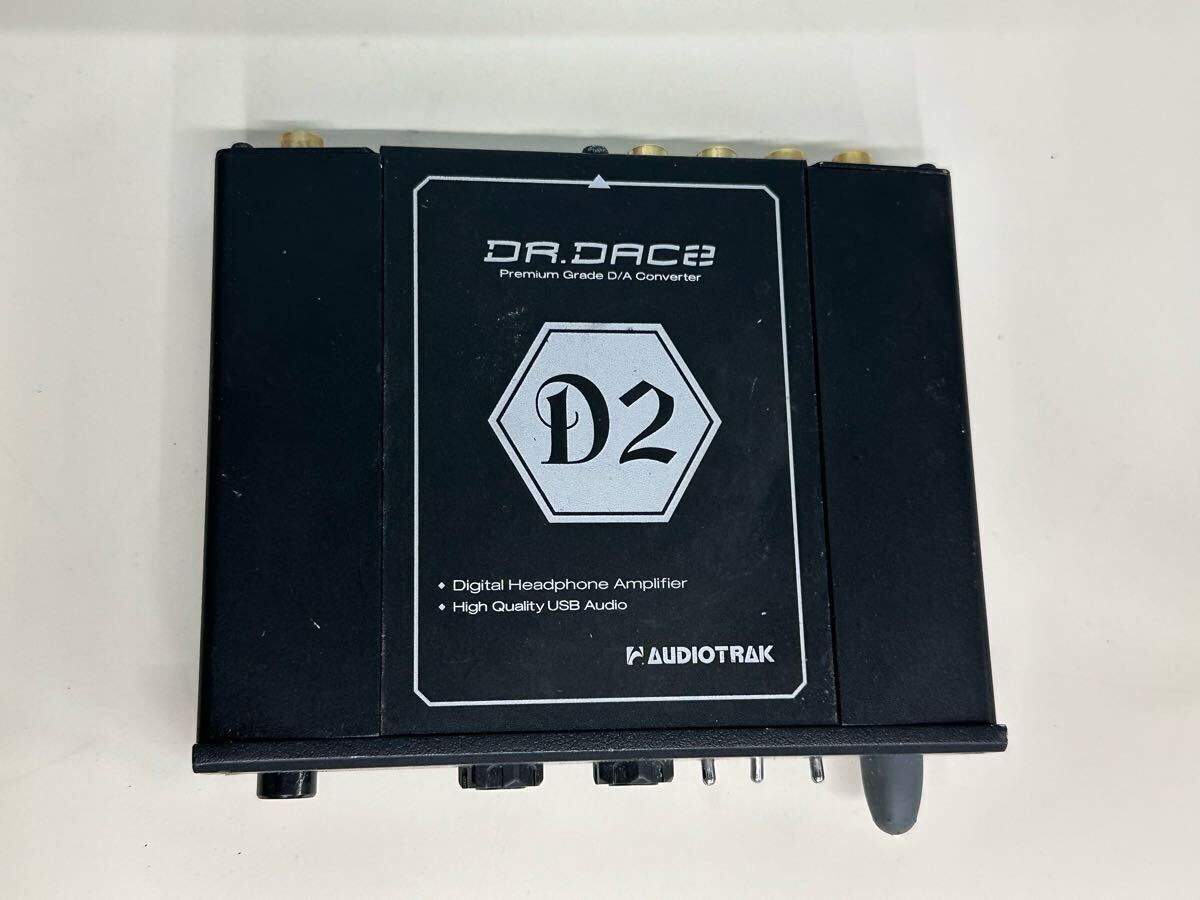 DR.DAC2
Premium Grade D/A Converter
D2
◆ Digital Headphone Amplifier
◆ High Quality USB Audio
AUDIOTRAK